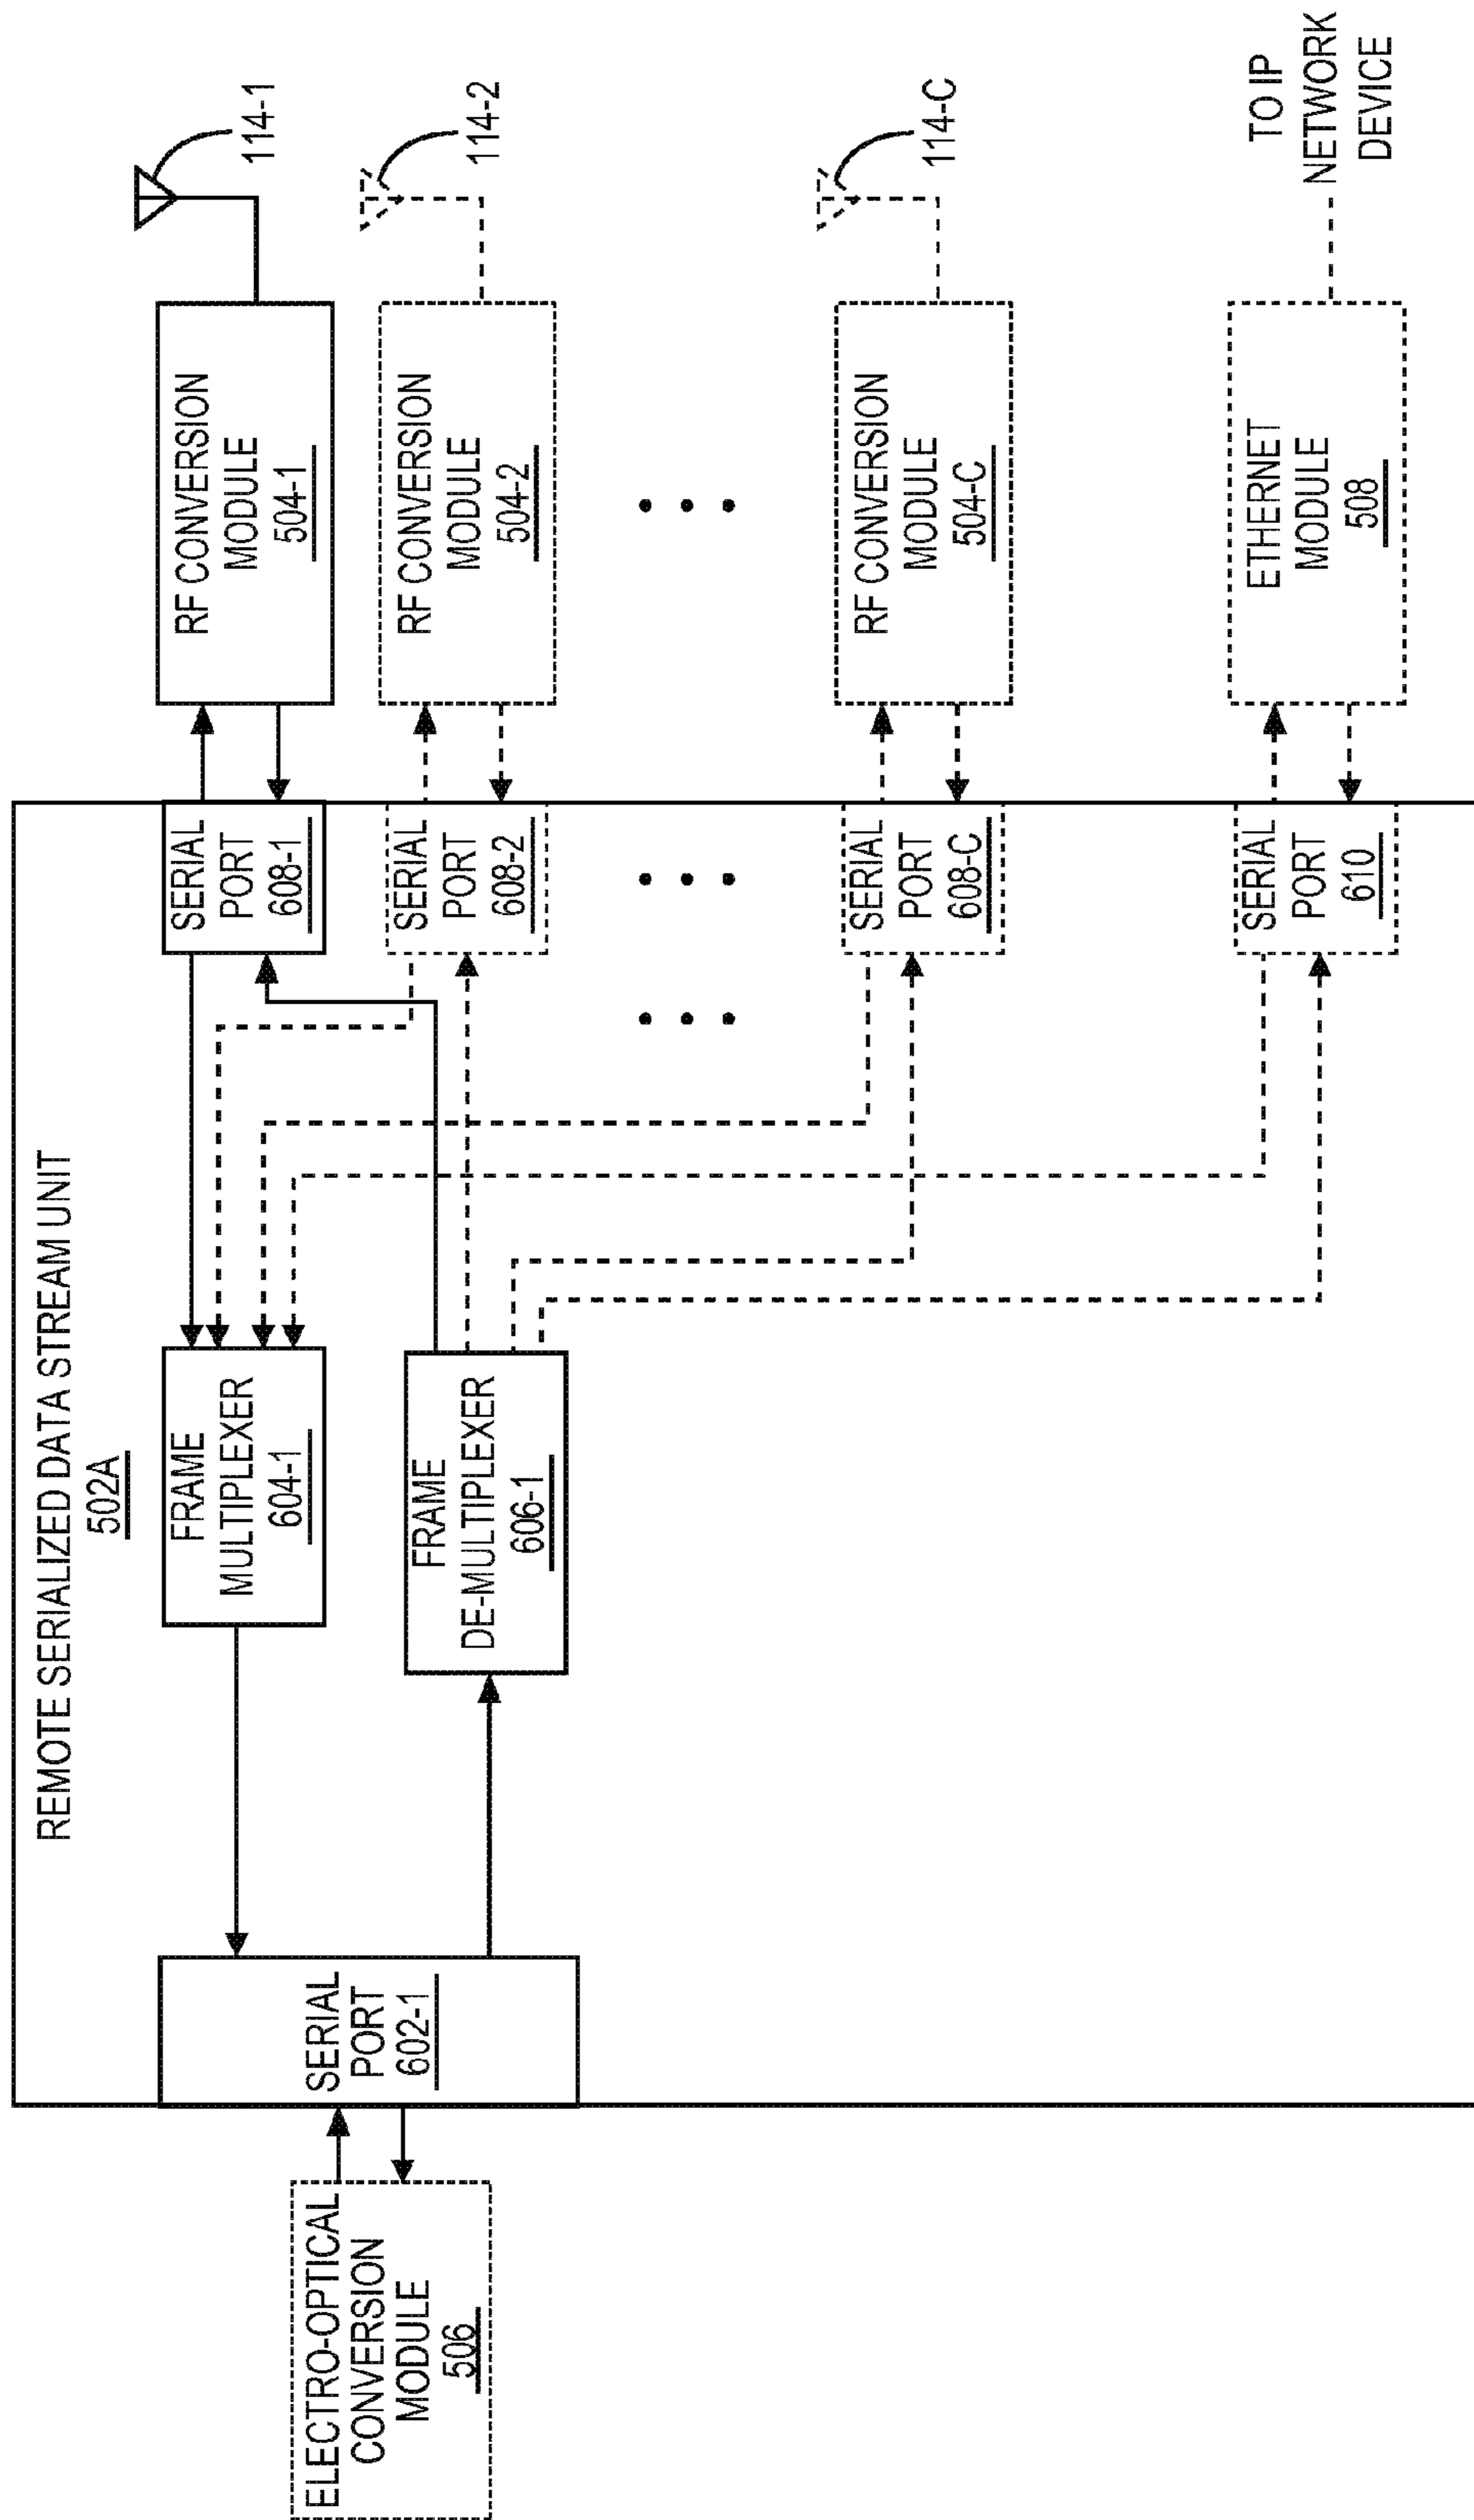 REMOTE SERIALIZED DATA STREAM UNIT
502A
ELECTRO-OPTICAL
CONVERSION
MODULE
506
SERIAL
PORT
602-1
FRAME
MULTIPLEXER
604-1
FRAME
DE-MULTIPLEXER
606-1
SERIAL
PORT
608-1
RF CONVERSION
MODULE
504-1
114-1
SERIAL
PORT
608-2
RF CONVERSION
MODULE
504-2
114-2
SERIAL
PORT
608-C
RF CONVERSION
MODULE
504-C
114-C
SERIAL
PORT
610
ETHERNET
MODULE
508
TO IP
NETWORK
DEVICE